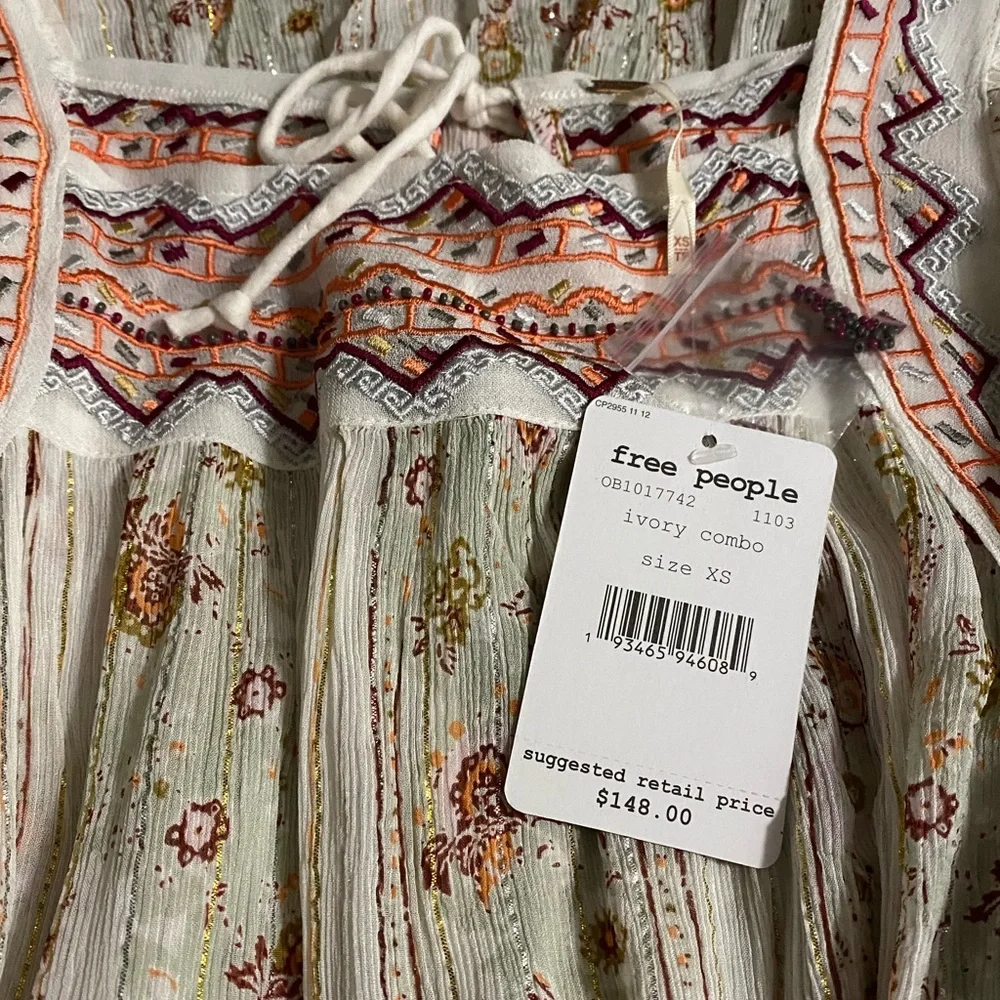 XS
CP2955 11 12
free people
OB1017742 1103
ivory combo
size XS
1 93465 94608 9
suggested retail price
$148.00